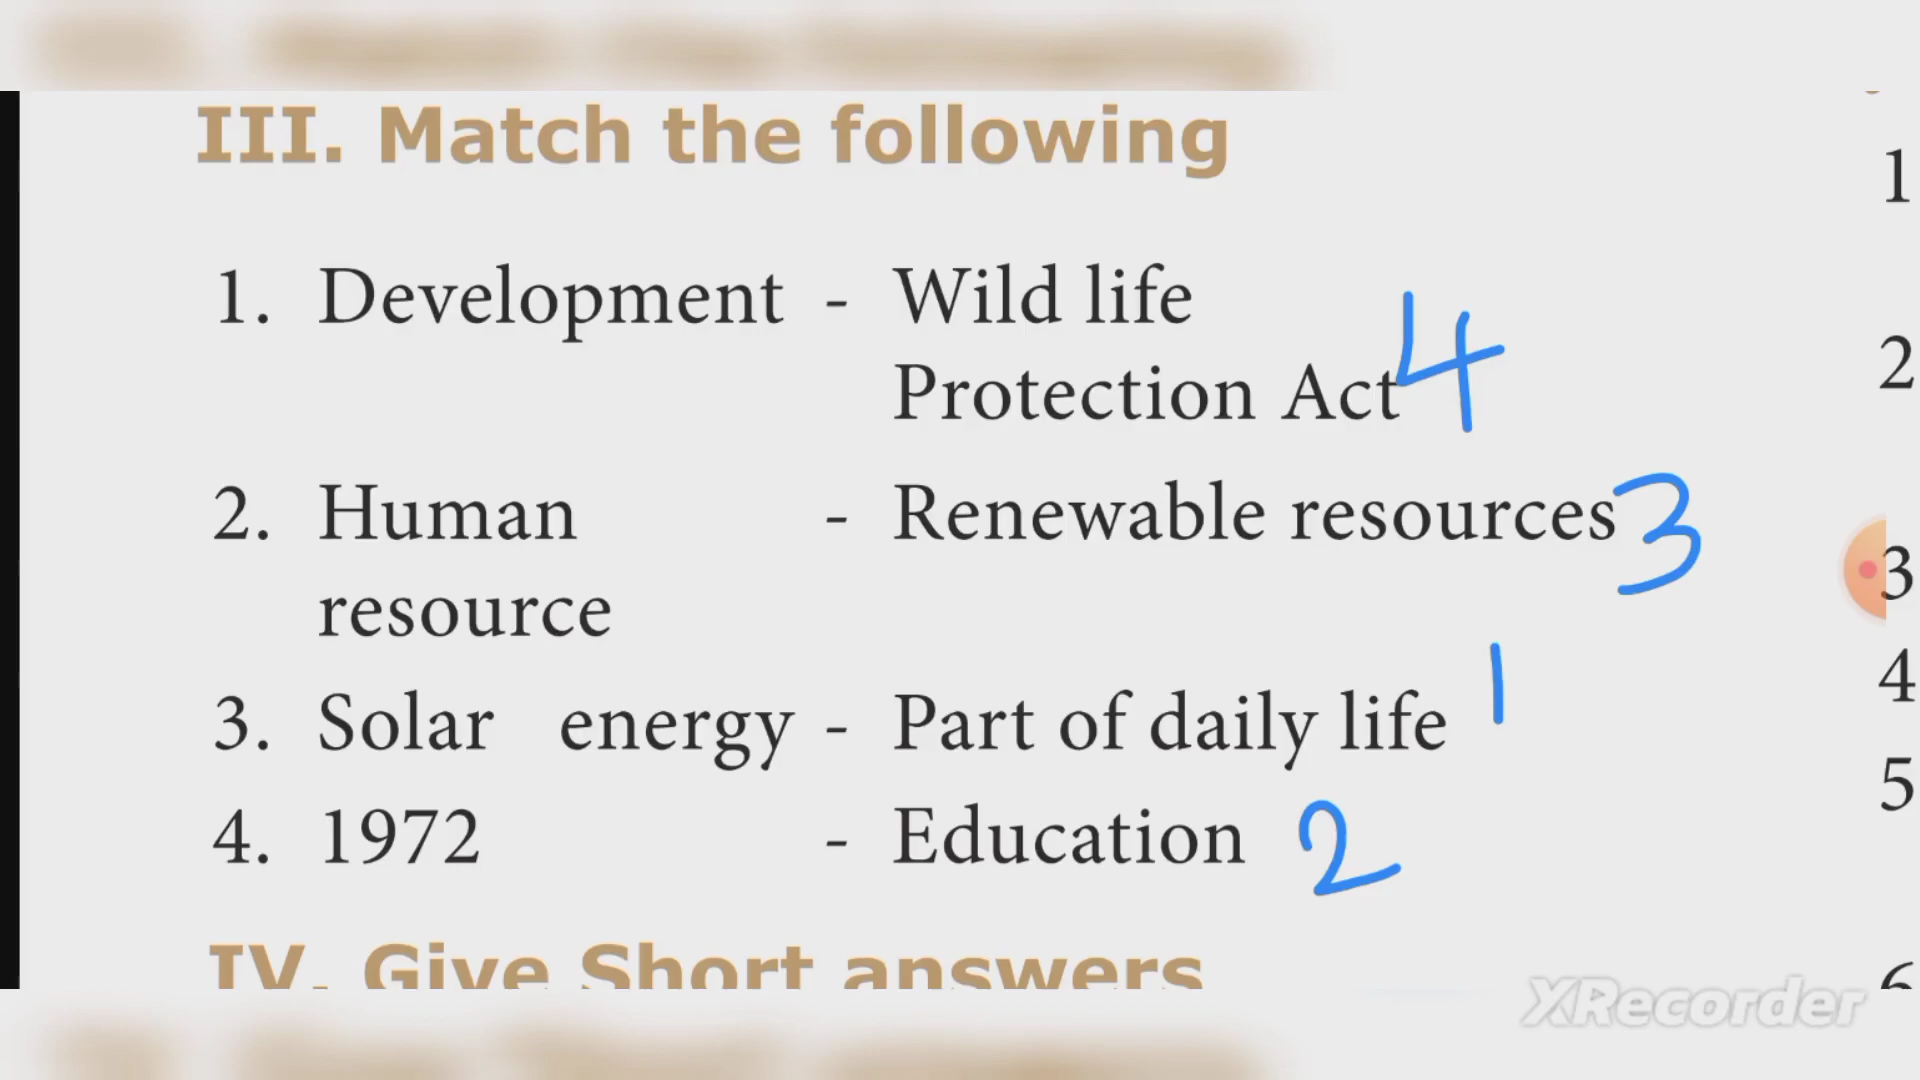 III. Match the following
1. Development - Wild life
Protection Act 4
2. Human - Renewable resources 3
resource
3. Solar energy - Part of daily life 1
4. 1972 - Education 2
IV. Give Short answers
1
2
3
4
5
6
XRecorder